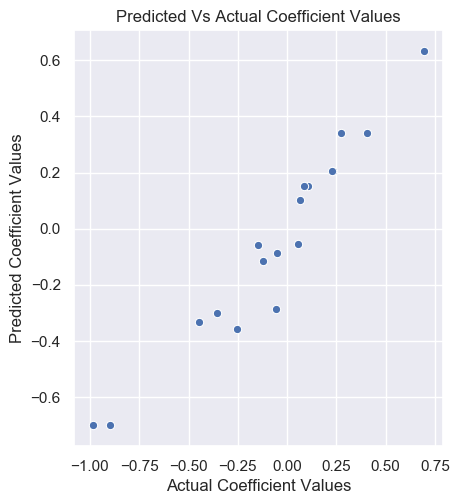 Predicted Vs Actual Coefficient Values
Predicted Coefficient Values
0.6
0.4
0.2
0.0
−0.2
−0.4
−0.6
−1.00 −0.75 −0.50 −0.25 0.00 0.25 0.50 0.75
Actual Coefficient Values